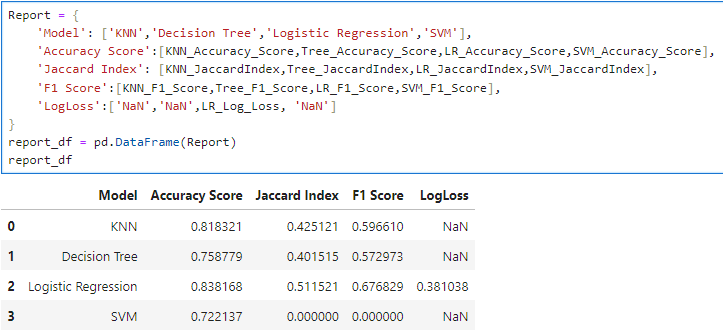 Report = {
    'Model': ['KNN','Decision Tree','Logistic Regression','SVM'],
    'Accuracy Score':[KNN_Accuracy_Score,Tree_Accuracy_Score,LR_Accuracy_Score,SVM_Accuracy_Score],
    'Jaccard Index': [KNN_JaccardIndex,Tree_JaccardIndex,LR_JaccardIndex,SVM_JaccardIndex],
    'F1 Score':[KNN_F1_Score,Tree_F1_Score,LR_F1_Score,SVM_F1_Score],
    'LogLoss':['NaN','NaN',LR_Log_Loss, 'NaN']
}
report_df = pd.DataFrame(Report)
report_df
Model Accuracy Score Jaccard Index F1 Score LogLoss
0 KNN 0.818321 0.425121 0.596610 NaN
1 Decision Tree 0.758779 0.401515 0.572973 NaN
2 Logistic Regression 0.838168 0.511521 0.676829 0.381038
3 SVM 0.722137 0.000000 0.000000 NaN